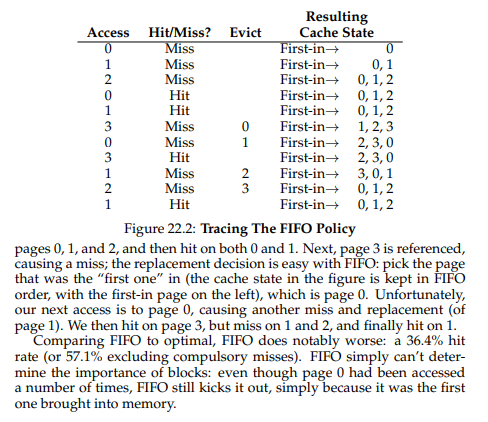 Resulting
Access Hit/Miss? Evict Cache State
0 Miss First-in→ 0
1 Miss First-in→ 0, 1
2 Miss First-in→ 0, 1, 2
0 Hit First-in→ 0, 1, 2
1 Hit First-in→ 0, 1, 2
3 Miss 0 First-in→ 1, 2, 3
0 Miss 1 First-in→ 2, 3, 0
3 Hit First-in→ 2, 3, 0
1 Miss 2 First-in→ 3, 0, 1
2 Miss 3 First-in→ 0, 1, 2
1 Hit First-in→ 0, 1, 2
Figure 22.2: Tracing The FIFO Policy
pages 0, 1, and 2, and then hit on both 0 and 1. Next, page 3 is referenced,
causing a miss; the replacement decision is easy with FIFO: pick the page
that was the “first one” in (the cache state in the figure is kept in FIFO
order, with the first-in page on the left), which is page 0. Unfortunately,
our next access is to page 0, causing another miss and replacement (of
page 1). We then hit on page 3, but miss on 1 and 2, and finally hit on 1.
Comparing FIFO to optimal, FIFO does notably worse: a 36.4% hit
rate (or 57.1% excluding compulsory misses). FIFO simply can’t deter-
mine the importance of blocks: even though page 0 had been accessed
a number of times, FIFO still kicks it out, simply because it was the first
one brought into memory.